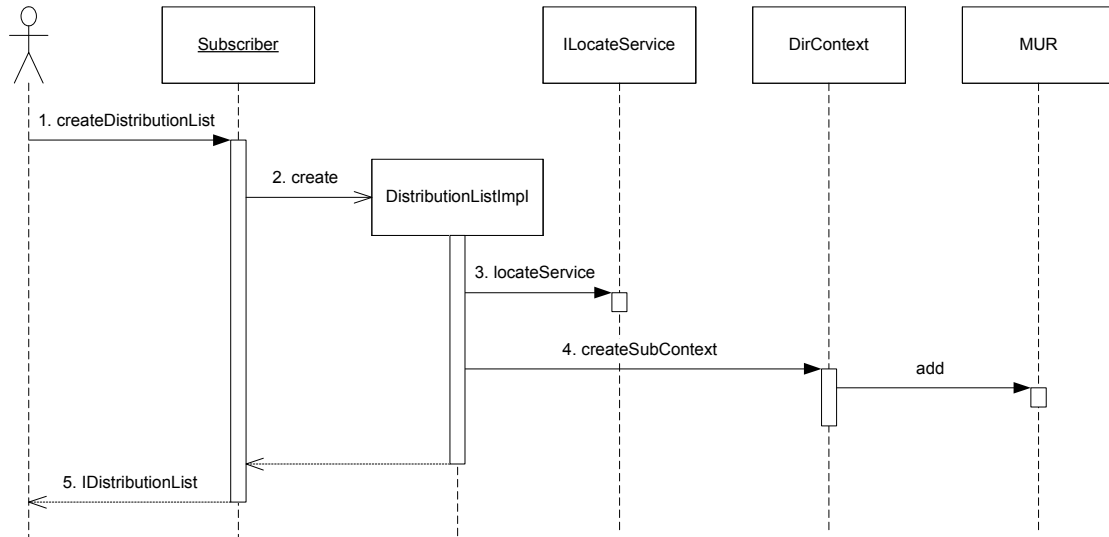 Subscriber
ILocateService
DirContext
MUR
1. createDistributionList
2. create
DistributionListImpl
3. locateService
4. createSubContext
add
5. IDistributionList